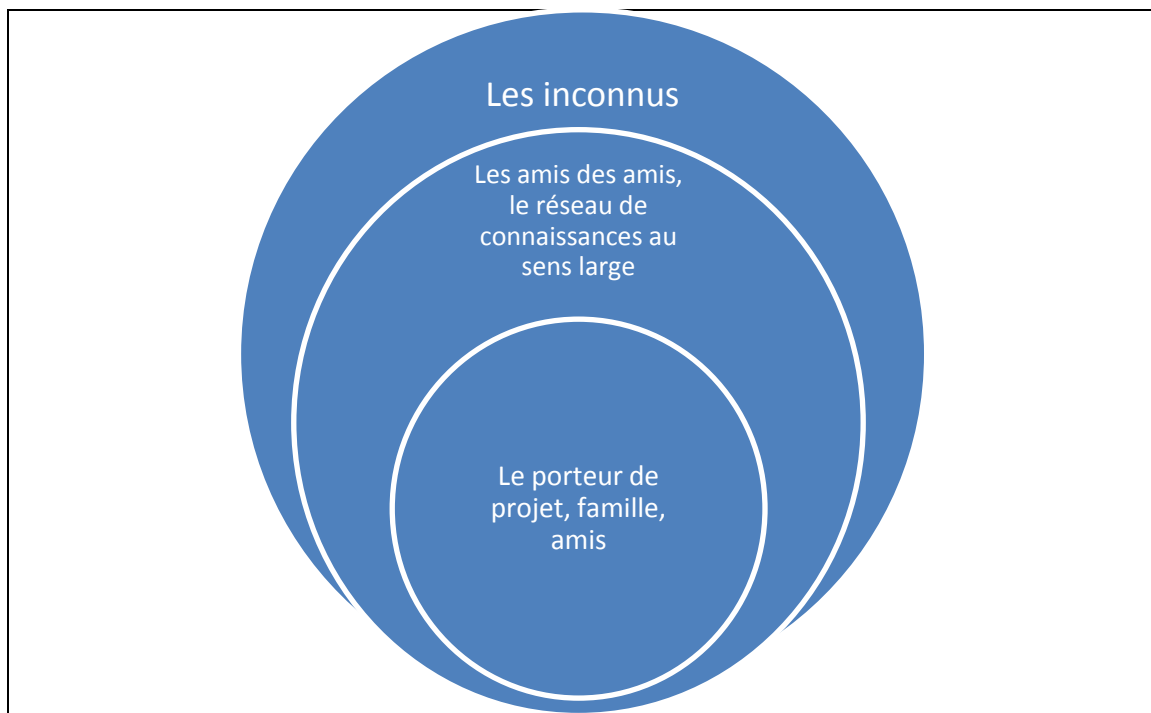 Les inconnus
Les amis des amis,
le réseau de
connaissances au
sens large
Le porteur de
projet, famille,
amis